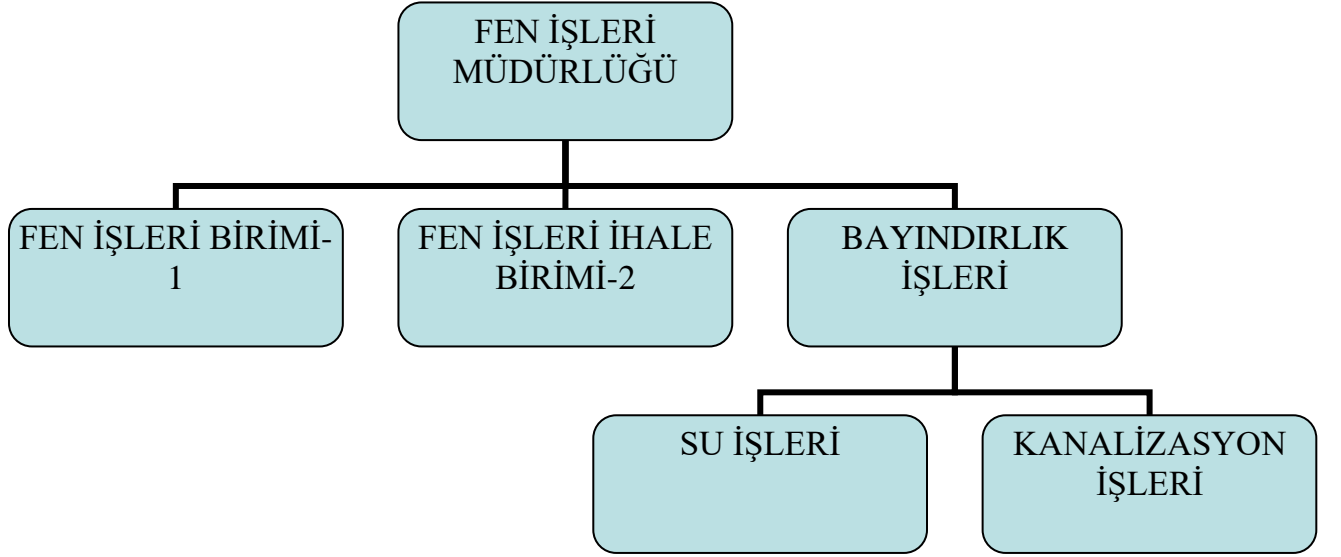 FEN İŞLERİ
MÜDÜRLÜĞÜ
FEN İŞLERİ BİRİMİ-
1
FEN İŞLERİ İHALE
BİRİMİ-2
BAYINDIRLIK
İŞLERİ
SU İŞLERİ
KANALİZASYON
İŞLERİ